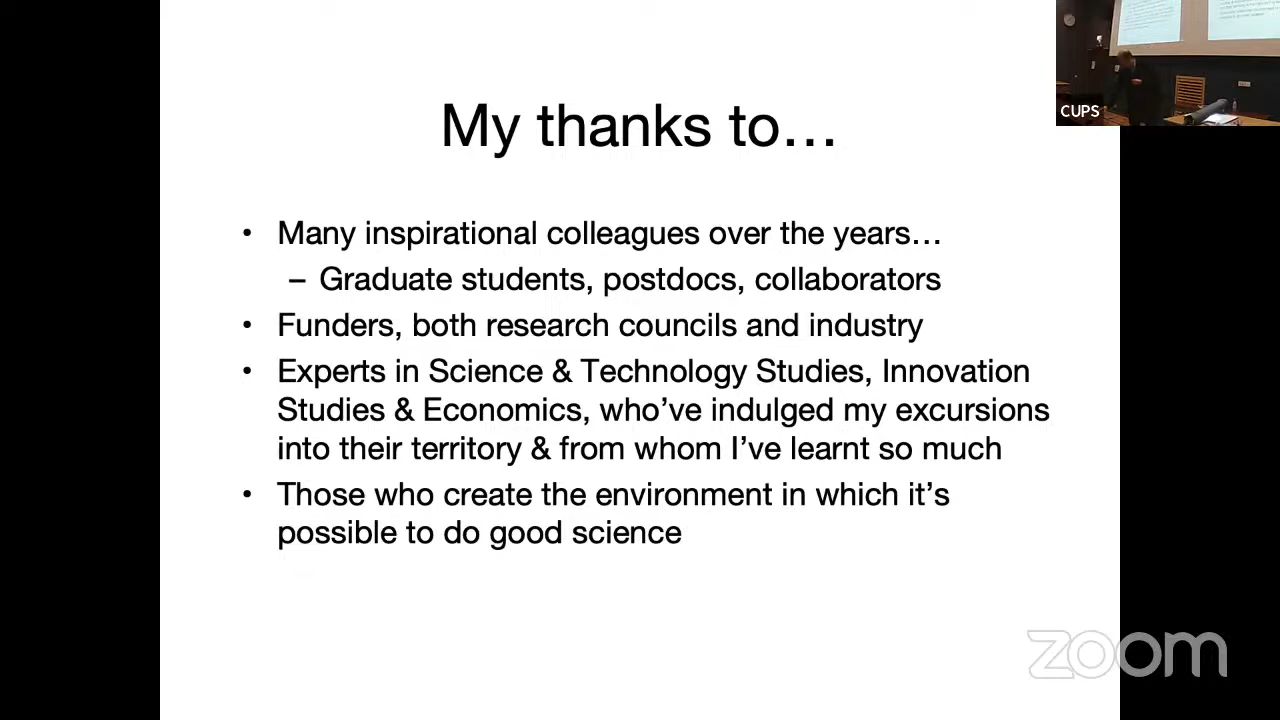 My thanks to…
• Many inspirational colleagues over the years…
– Graduate students, postdocs, collaborators
• Funders, both research councils and industry
• Experts in Science & Technology Studies, Innovation
Studies & Economics, who’ve indulged my excursions
into their territory & from whom I’ve learnt so much
• Those who create the environment in which it’s
possible to do good science
CUPS
zoom